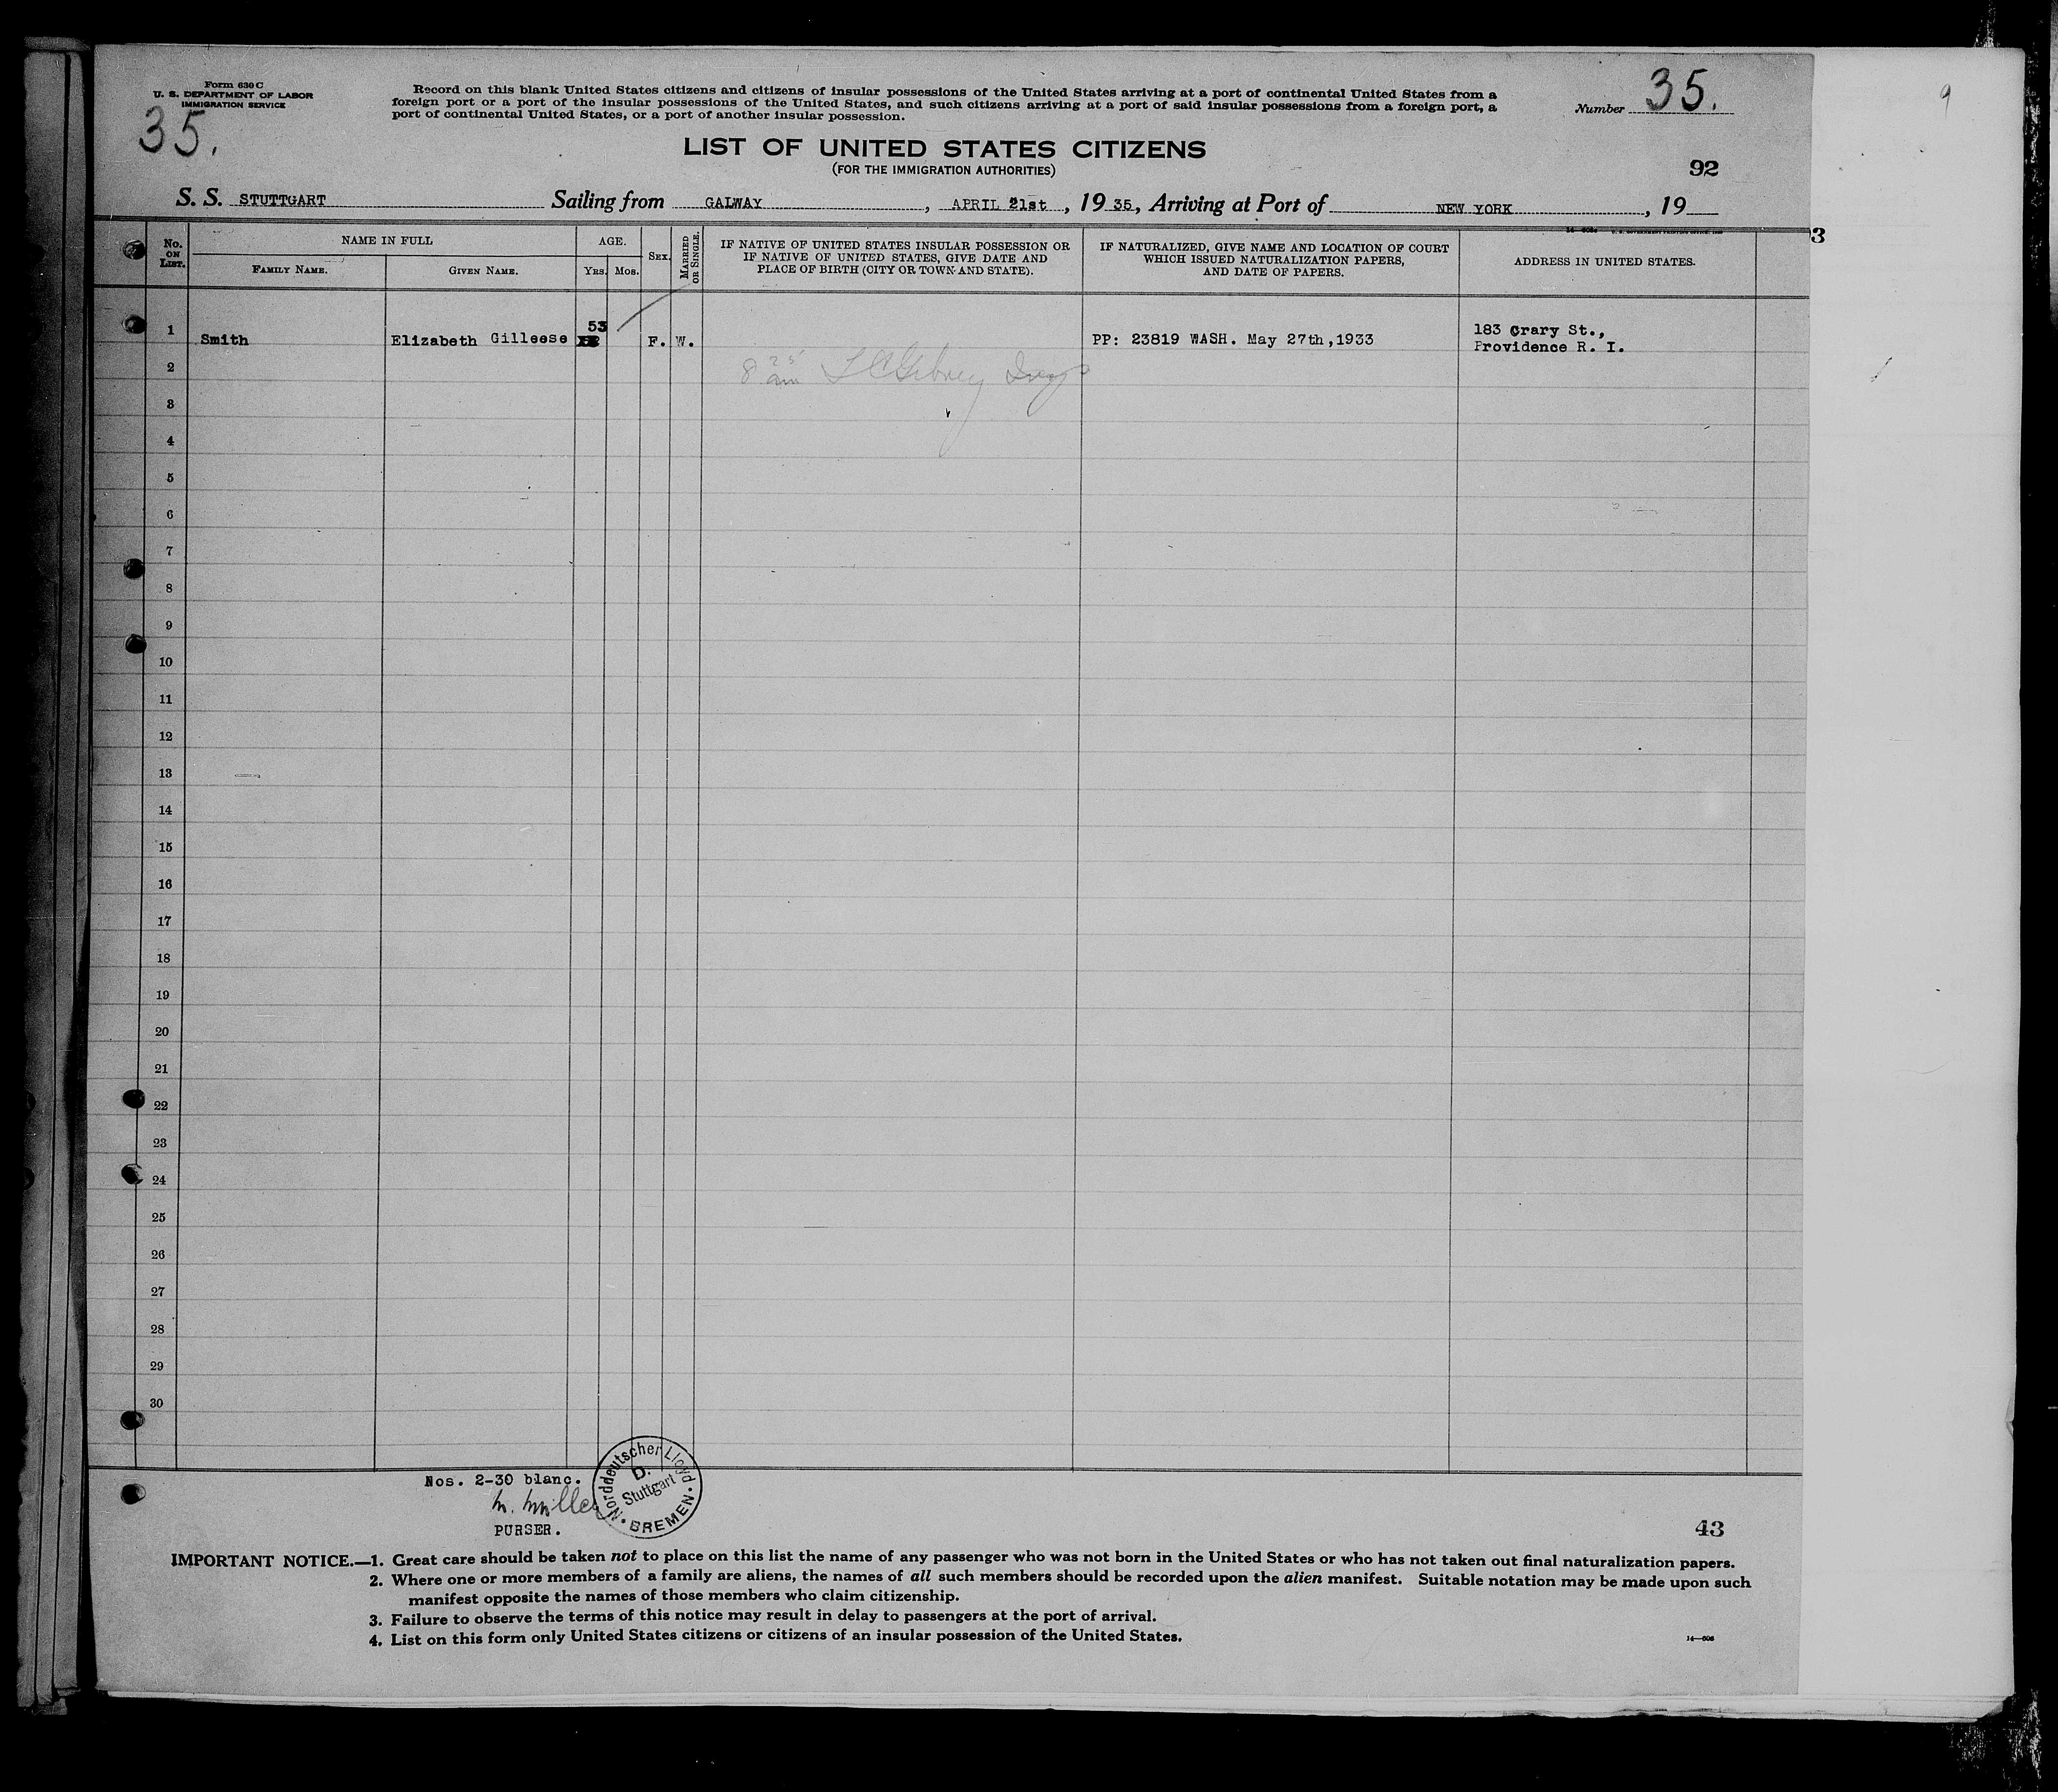 Form 630 C
U. S. DEPARTMENT OF LABOR
IMMIGRATION SERVICE
35.
Record on this blank United States citizens and citizens of insular possessions of the United States arriving at a port of continental United States from a
foreign port or a port of the insular possessions of the United States, and such citizens arriving at a port of said insular possessions from a foreign port, a
port of continental United States, or a port of another insular possession.
Number 35.
9
LIST OF UNITED STATES CITIZENS
(FOR THE IMMIGRATION AUTHORITIES)
92
S. S. STUTTGART Sailing from GALWAY, APRIL 21st, 1935, Arriving at Port of NEW YORK, 19
3
No. ON LIST.
NAME IN FULL
FAMILY NAME. GIVEN NAME.
AGE.
YRS. MOS.
SEX.
MARRIED OR SINGLE.
IF NATIVE OF UNITED STATES INSULAR POSSESSION OR
IF NATIVE OF UNITED STATES, GIVE DATE AND
PLACE OF BIRTH (CITY OR TOWN AND STATE).
IF NATURALIZED, GIVE NAME AND LOCATION OF COURT
WHICH ISSUED NATURALIZATION PAPERS,
AND DATE OF PAPERS.
ADDRESS IN UNITED STATES.
1 Smith Elizabeth Gilleese 53 F. W. PP: 23819 WASH. May 27th,1933 183 Crary St.,
Providence R. I.
8 25 am
2
3
4
5
6
7
8
9
10
11
12
13
14
15
16
17
18
19
20
21
22
23
24
25
26
27
28
29
30
Nos. 2-30 blanc.
PURSER.
Norddeutscher Lloyd
D. Stuttgart
BREMEN
43
IMPORTANT NOTICE.—1. Great care should be taken not to place on this list the name of any passenger who was not born in the United States or who has not taken out final naturalization papers.
2. Where one or more members of a family are aliens, the names of all such members should be recorded upon the alien manifest. Suitable notation may be made upon such
manifest opposite the names of those members who claim citizenship.
3. Failure to observe the terms of this notice may result in delay to passengers at the port of arrival.
4. List on this form only United States citizens or citizens of an insular possession of the United States.